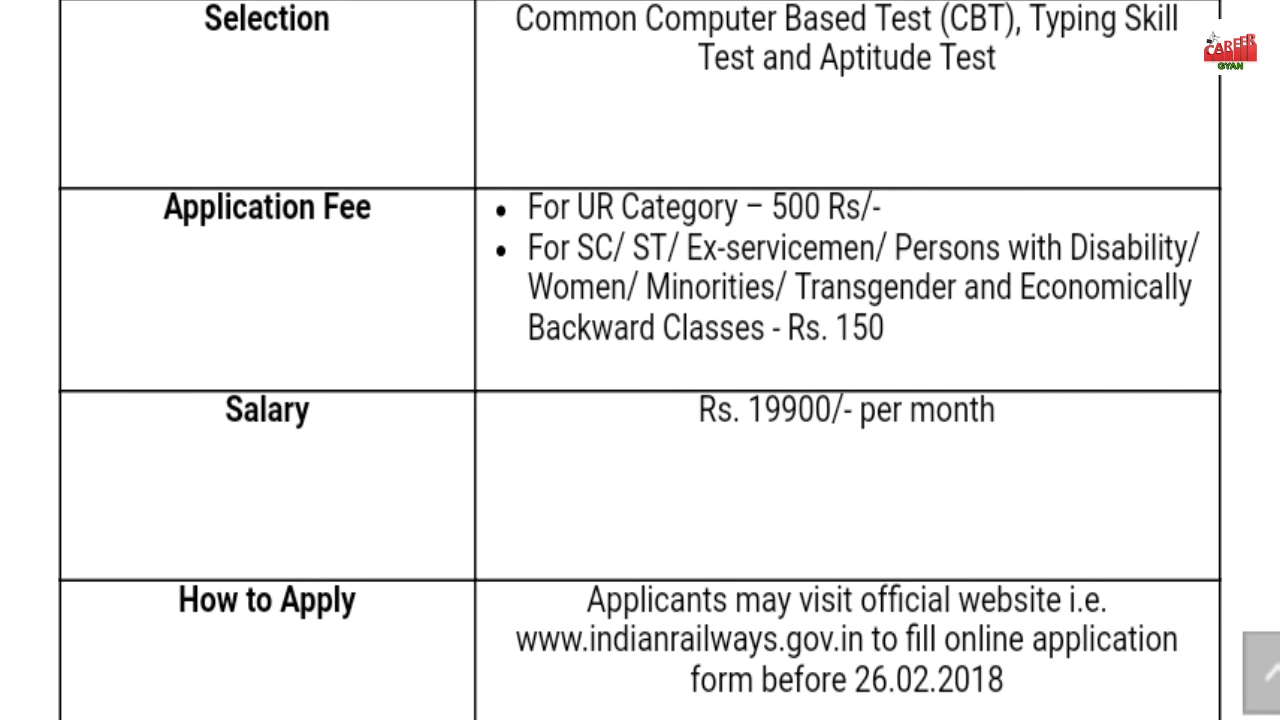 Selection
Common Computer Based Test (CBT), Typing Skill
Test and Aptitude Test
CAREER
GYAN
Application Fee
• For UR Category – 500 Rs/-
• For SC/ ST/ Ex-servicemen/ Persons with Disability/
Women/ Minorities/ Transgender and Economically
Backward Classes - Rs. 150
Salary
Rs. 19900/- per month
How to Apply
Applicants may visit official website i.e.
www.indianrailways.gov.in to fill online application
form before 26.02.2018